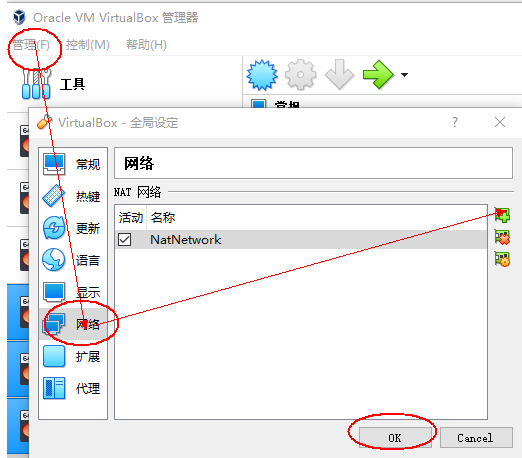 Oracle VM VirtualBox 管理器
管理(F) 控制(M) 帮助(H)
工具
VirtualBox - 全局设定
?
常规
热键
更新
语言
显示
网络
扩展
代理
网络
NAT 网络
活动 名称
NatNetwork
OK Cancel